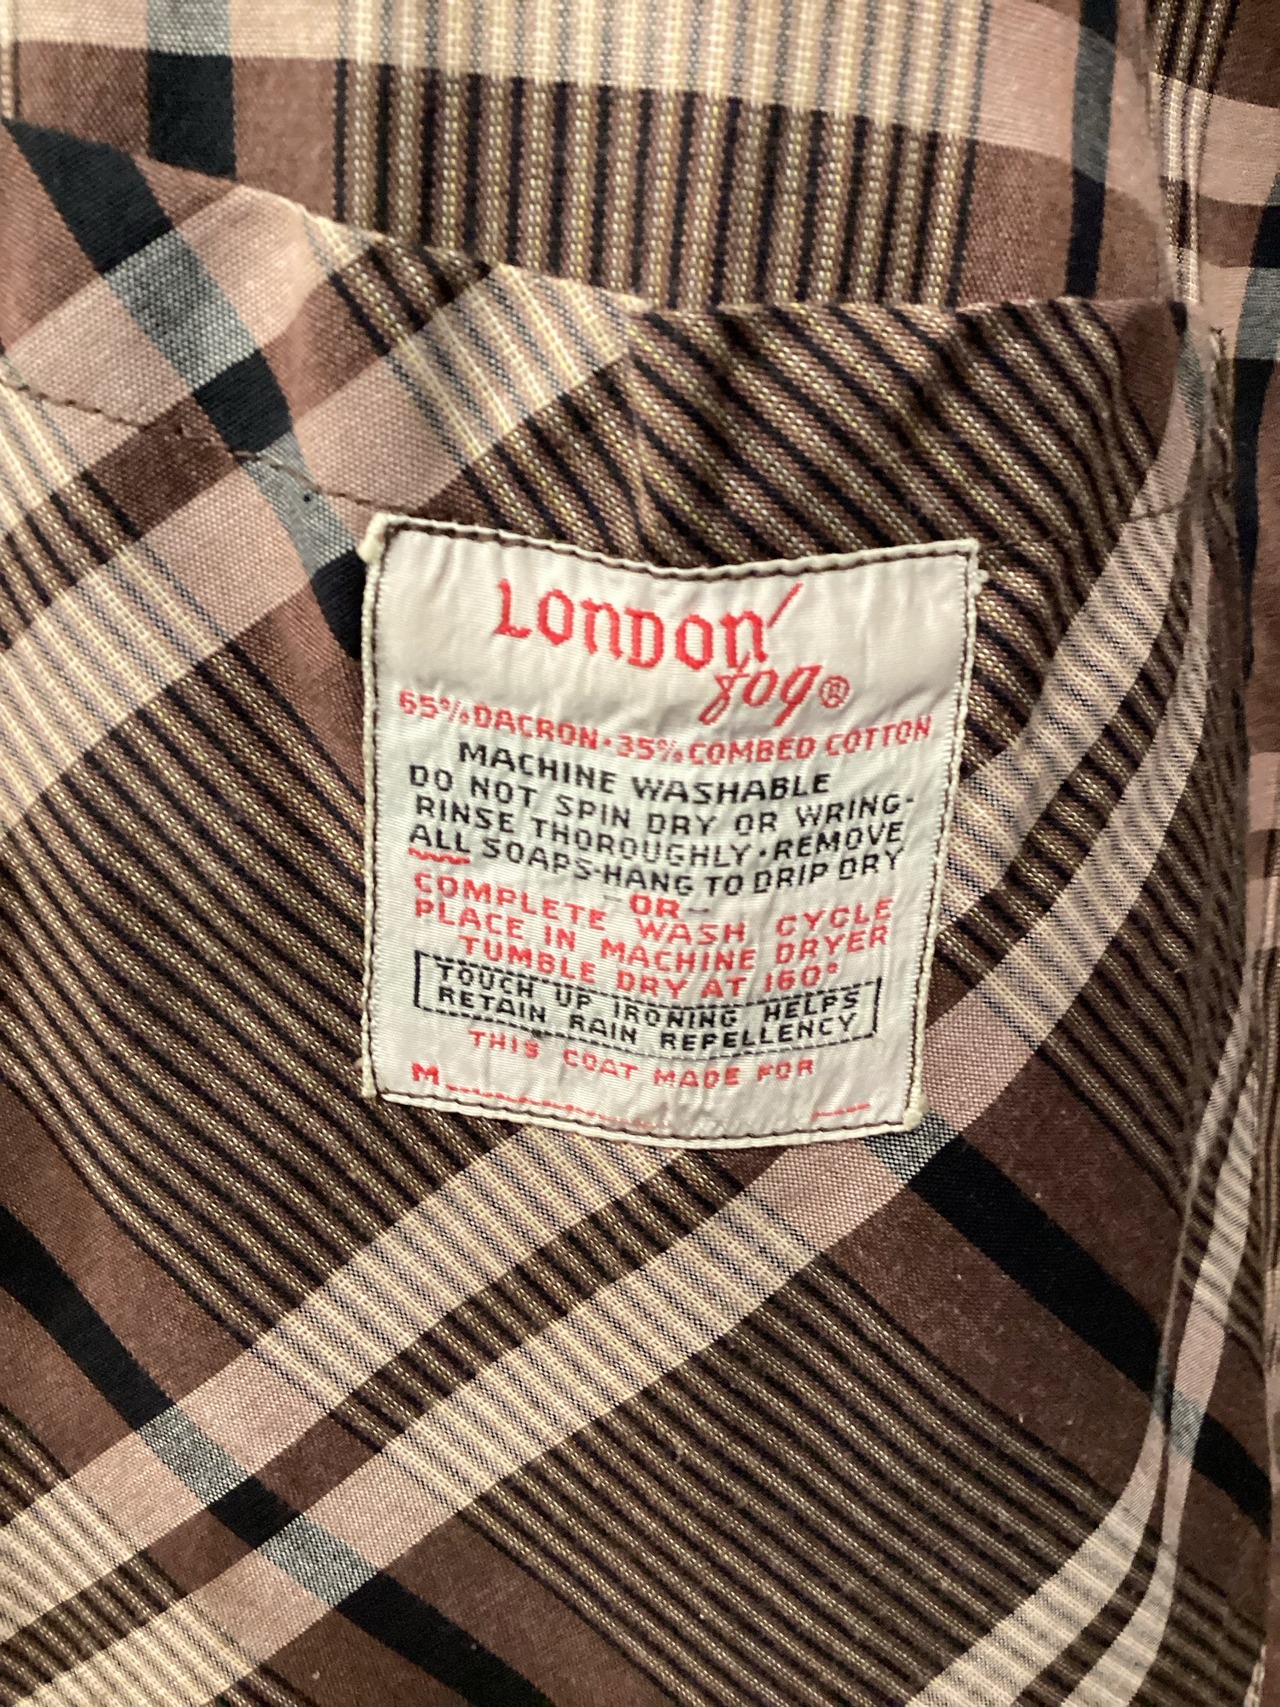 LONDON
fog®
65% DACRON • 35% COMBED COTTON
MACHINE WASHABLE
DO NOT SPIN DRY OR WRING-
RINSE THOROUGHLY • REMOVE
ALL SOAPS-HANG TO DRIP DRY
-OR-
COMPLETE WASH CYCLE
PLACE IN MACHINE DRYER
TUMBLE DRY AT 160°
TOUCH UP IRONING HELPS
RETAIN RAIN REPELLENCY
THIS COAT MADE FOR
M